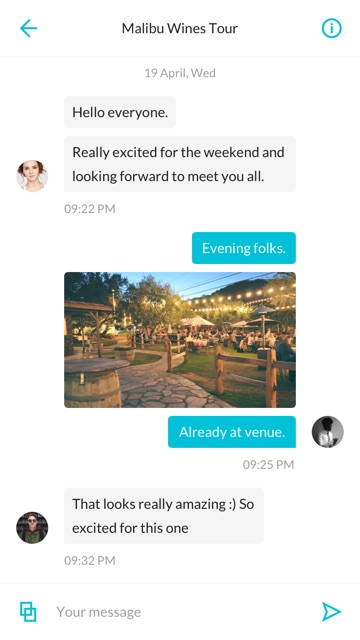 Malibu Wines Tour
19 April, Wed
Hello everyone.
Really excited for the weekend and
looking forward to meet you all.
09:22 PM
Evening folks.
Already at venue.
09:25 PM
That looks really amazing :) So
excited for this one
09:32 PM
Your message